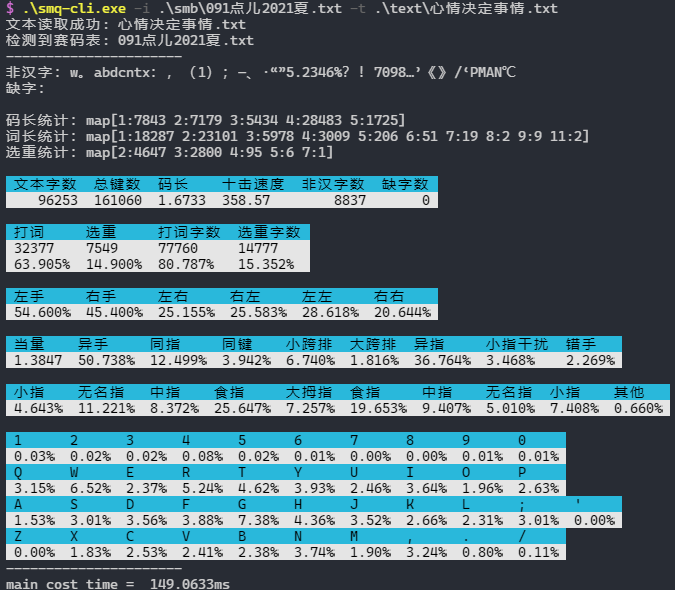 $ .\smq-cli.exe -i .\smb\091点儿2021夏.txt -t .\text\心情决定事情.txt
文本读取成功: 心情决定事情.txt
检测到赛码表: 091点儿2021夏.txt
----------------------
非汉字: w。abdcntx: , (1) ; -、·“”5.2346%? ! 7098…’《》/‘PMAN℃
缺字:
码长统计: map[1:7843 2:7179 3:5434 4:28483 5:1725]
词长统计: map[1:18287 2:23101 3:5978 4:3009 5:206 6:51 7:19 8:2 9:9 11:2]
选重统计: map[2:4647 3:2800 4:95 5:6 7:1]
文本字数 总键数 码长 十击速度 非汉字数 缺字数
96253 161060 1.6733 358.57 8837 0
打词 选重 打词字数 选重字数
32377 7549 77760 14777
63.905% 14.900% 80.787% 15.352%
左手 右手 左右 右左 左左 右右
54.600% 45.400% 25.155% 25.583% 28.618% 20.644%
当量 异手 同指 同键 小跨排 大跨排 异指 小指干扰 错手
1.3847 50.738% 12.499% 3.942% 6.740% 1.816% 36.764% 3.468% 2.269%
小指 无名指 中指 食指 大拇指 食指 中指 无名指 小指 其他
4.643% 11.221% 8.372% 25.647% 7.257% 19.653% 9.407% 5.010% 7.408% 0.660%
1 2 3 4 5 6 7 8 9 0
0.03% 0.02% 0.02% 0.08% 0.02% 0.01% 0.00% 0.00% 0.01% 0.01%
Q W E R T Y U I O P
3.15% 6.52% 2.37% 5.24% 4.62% 3.93% 2.46% 3.64% 1.96% 2.63%
A S D F G H J K L ; '
1.53% 3.01% 3.56% 3.88% 7.38% 4.36% 3.52% 2.66% 2.31% 3.01% 0.00%
Z X C V B N M , . /
0.00% 1.83% 2.53% 2.41% 2.38% 3.74% 1.90% 3.24% 0.80% 0.11%
----------------------
main cost time = 149.0633ms